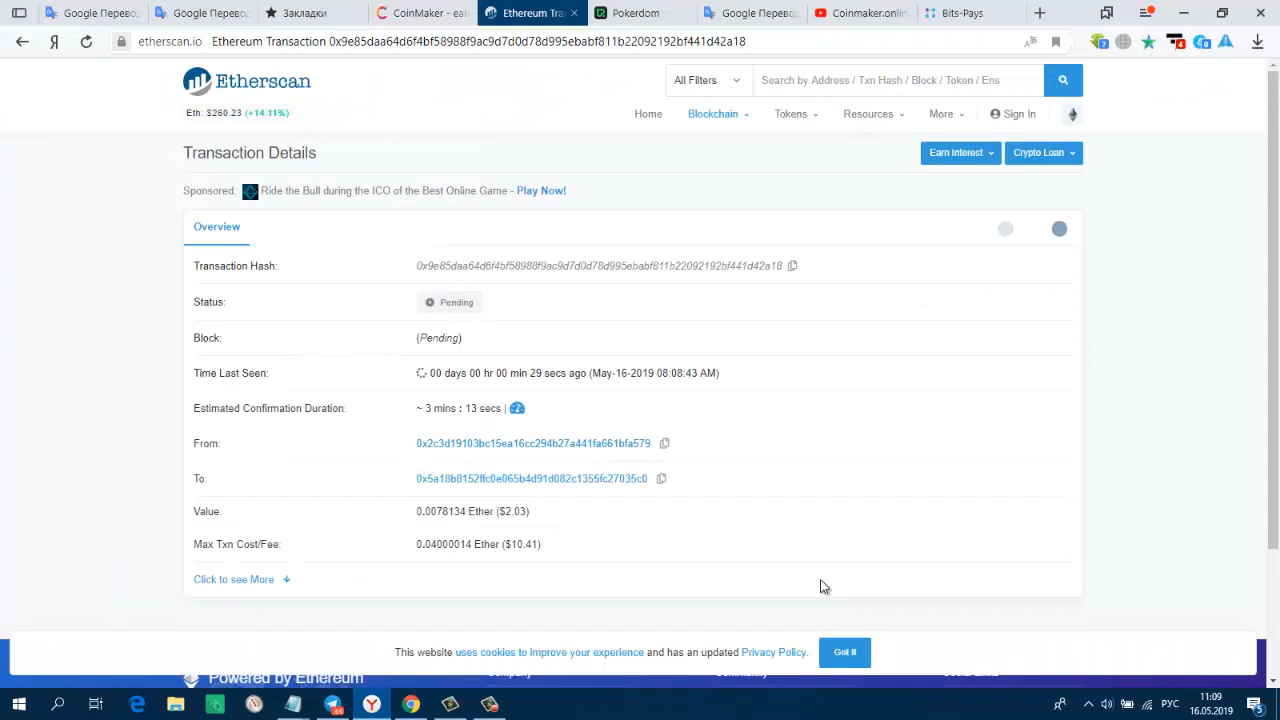 Google Перево
Google Перевод
Загадки
CoinMaker - earn
Ethereum Tra
Pokerdom
Google Перево
Coinmaker.onlin
Bits-Pays
Я
etherscan.io Ethereum Transaction 0x9e85daa64d6f4bf58988f9ac9d7d0d78d995ebabf811b22092192bf441d42a18
Etherscan
All Filters
Search by Address / Txn Hash / Block / Token / Ens
Eth: $260.23 (+14.11%)
Home
Blockchain
Tokens
Resources
More
Sign In
Transaction Details
Earn Interest
Crypto Loan
Sponsored: Ride the Bull during the ICO of the Best Online Game - Play Now!
Overview
Transaction Hash: 0x9e85daa64d6f4bf58988f9ac9d7d0d78d995ebabf811b22092192bf441d42a18
Status: Pending
Block: (Pending)
Time Last Seen: 00 days 00 hr 00 min 29 secs ago (May-16-2019 08:08:43 AM)
Estimated Confirmation Duration: ~ 3 mins : 13 secs |
From: 0x2c3d19103bc15ea16cc294b27a441fa661bfa579
To: 0x5a18b8152ffc0e065b4d91d082c1355fc27035c0
Value: 0.0078134 Ether ($2.03)
Max Txn Cost/Fee: 0.04000014 Ether ($10.41)
Click to see More
This website uses cookies to improve your experience and has an updated Privacy Policy.
Got It
Powered by Ethereum
11:09
РУС
16.05.2019